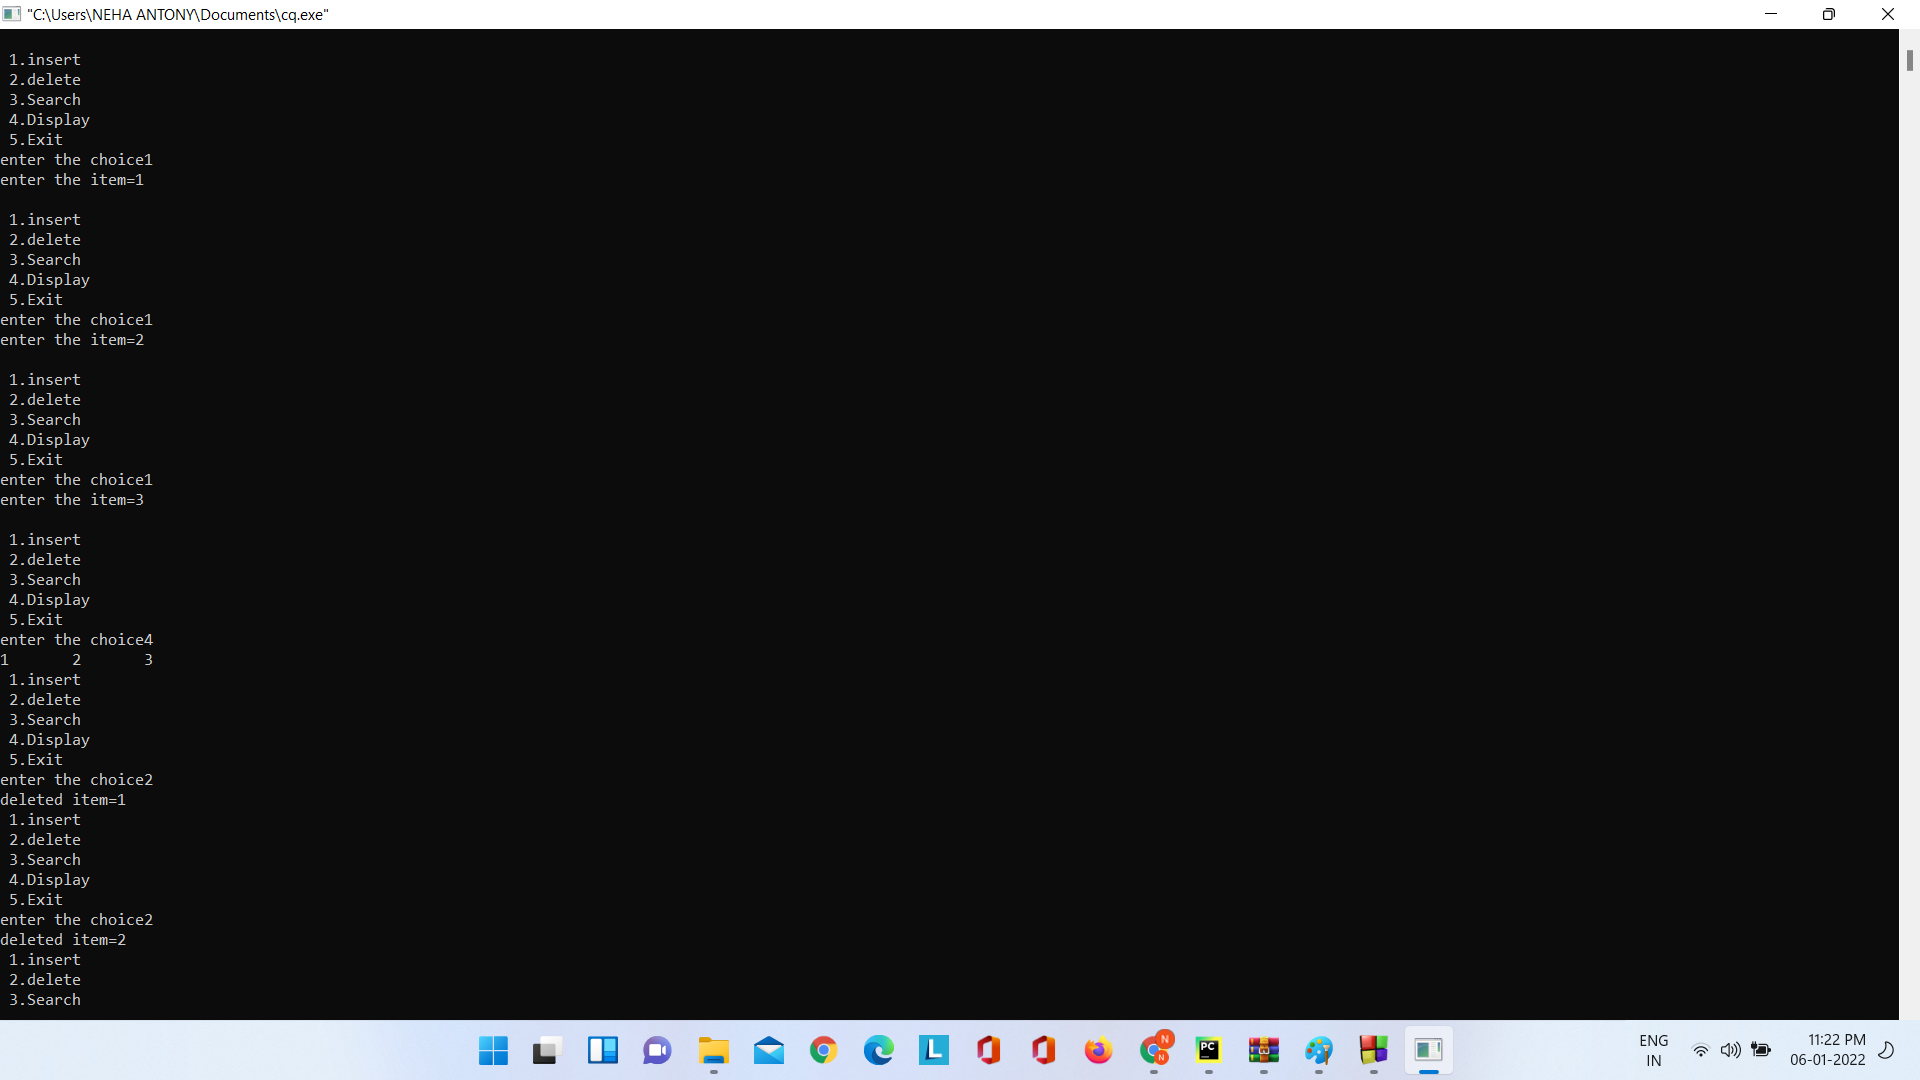 "C:\Users\NEHA ANTONY\Documents\cq.exe"
1.insert
2.delete
3.Search
4.Display
5.Exit
enter the choice1
enter the item=1
1.insert
2.delete
3.Search
4.Display
5.Exit
enter the choice1
enter the item=2
1.insert
2.delete
3.Search
4.Display
5.Exit
enter the choice1
enter the item=3
1.insert
2.delete
3.Search
4.Display
5.Exit
enter the choice4
1 2 3
1.insert
2.delete
3.Search
4.Display
5.Exit
enter the choice2
deleted item=1
1.insert
2.delete
3.Search
4.Display
5.Exit
enter the choice2
deleted item=2
1.insert
2.delete
3.Search
L
N
N
PC
ENG
IN
11:22 PM
06-01-2022